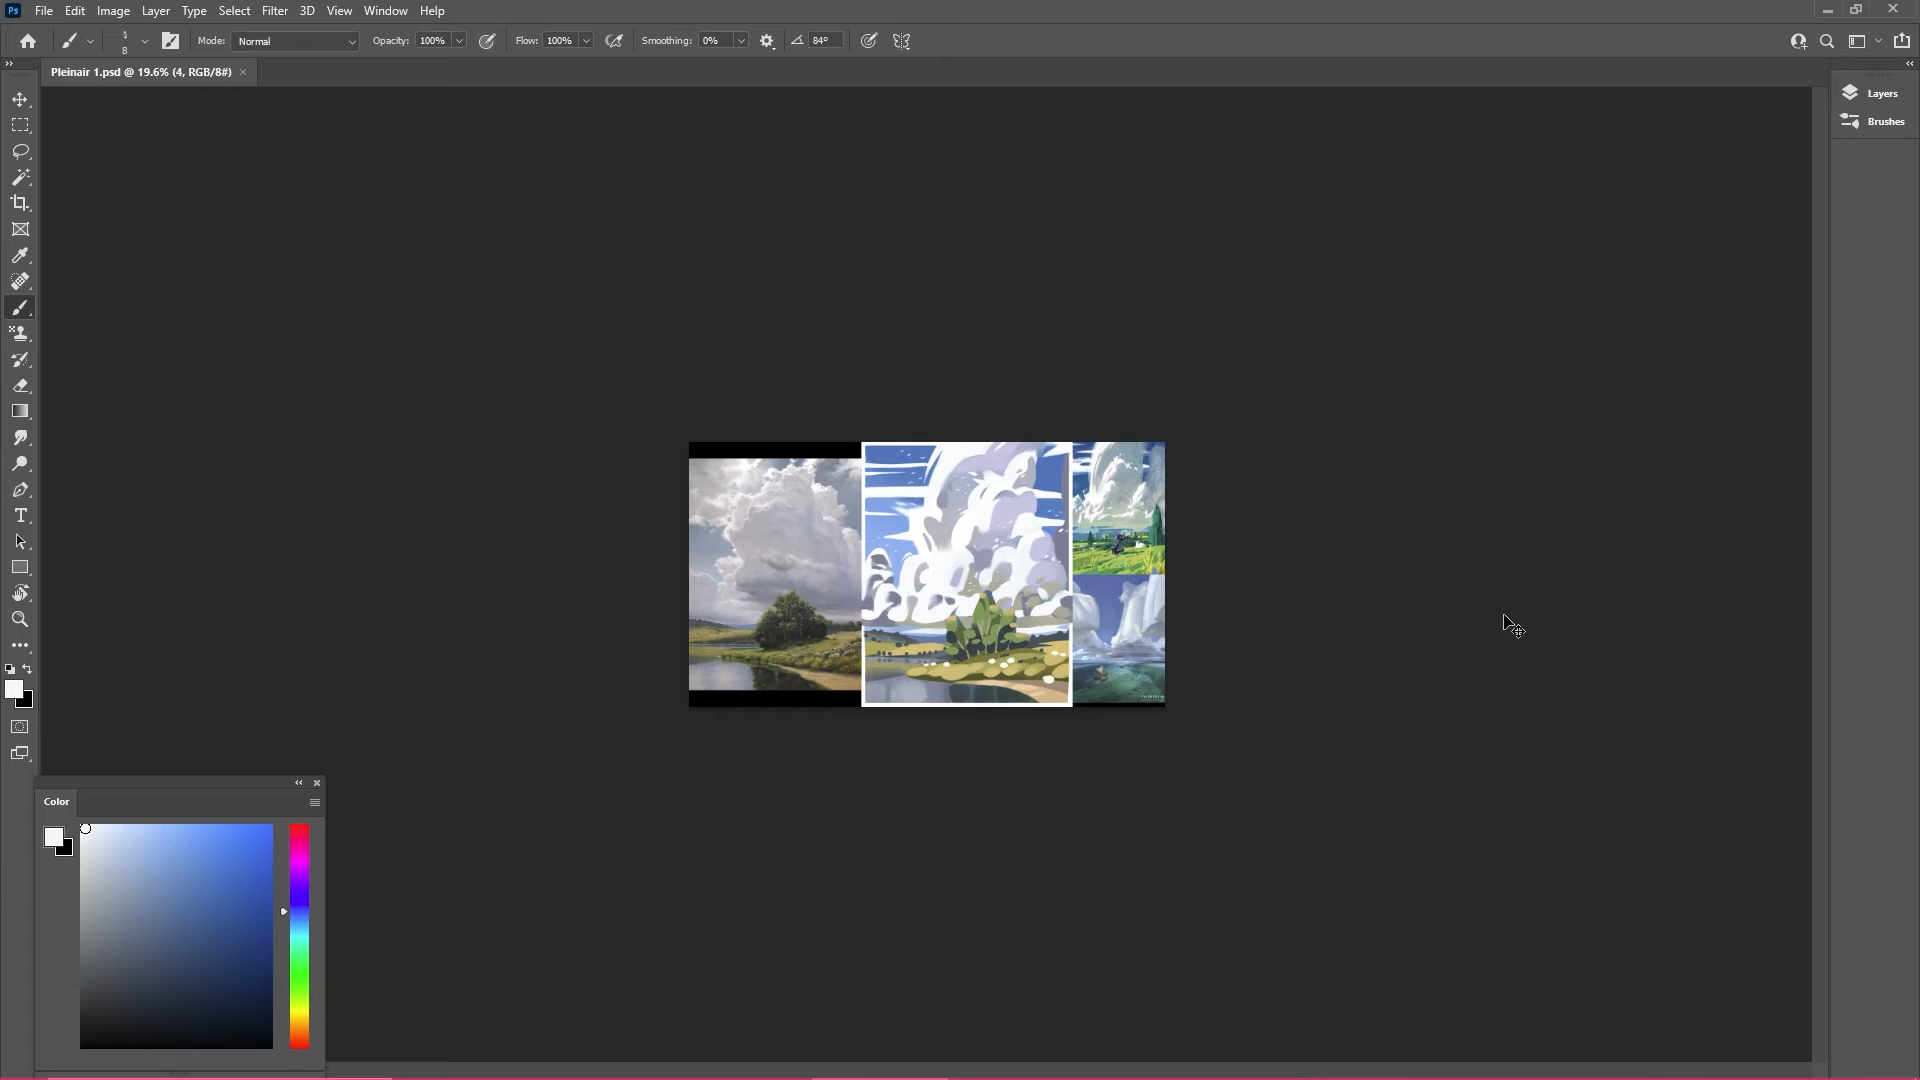 Ps File Edit Image Layer Type Select Filter 3D View Window Help
8 Mode: Normal Opacity: 100% Flow: 100% Smoothing: 0% 84°
Pleinair 1.psd @ 19.6% (4, RGB/8#)
Layers
Brushes
Color